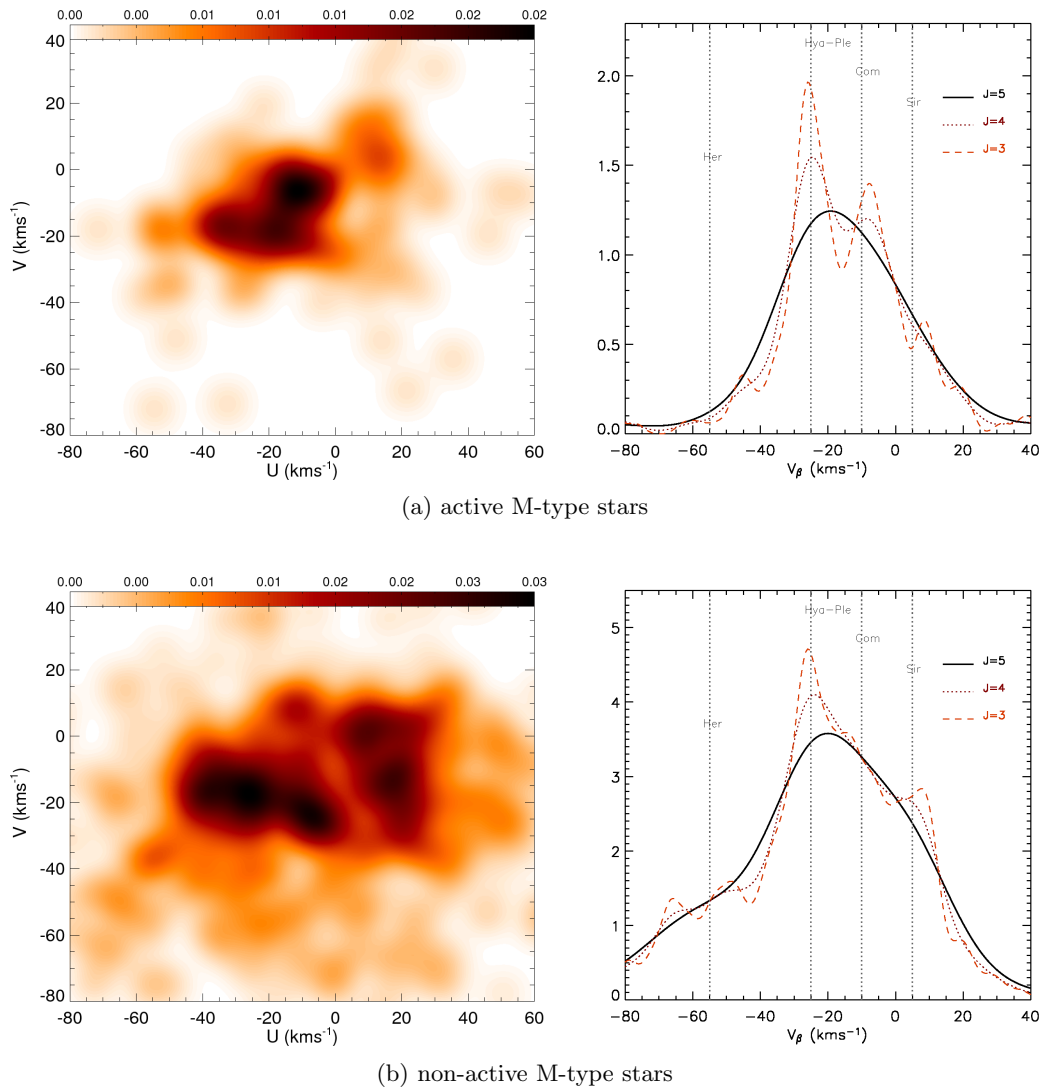 0.00 0.00 0.01 0.01 0.01 0.02 0.02 0.02
40
20
0
-20
-40
-60
-80
V (kms-1)
-80 -60 -40 -20 0 20 40 60
U (kms-1)
2.0
1.5
1.0
0.5
0.0
Hya-Ple
Com
Sir
Her
J=5
J=4
J=3
-80 -60 -40 -20 0 20 40
Vβ (kms-1)
(a) active M-type stars
0.00 0.00 0.01 0.01 0.02 0.02 0.03 0.03
40
20
0
-20
-40
-60
-80
V (kms-1)
-80 -60 -40 -20 0 20 40 60
U (kms-1)
5
4
3
2
1
0
Hya-Ple
Com
Sir
Her
J=5
J=4
J=3
-80 -60 -40 -20 0 20 40
Vβ (kms-1)
(b) non-active M-type stars